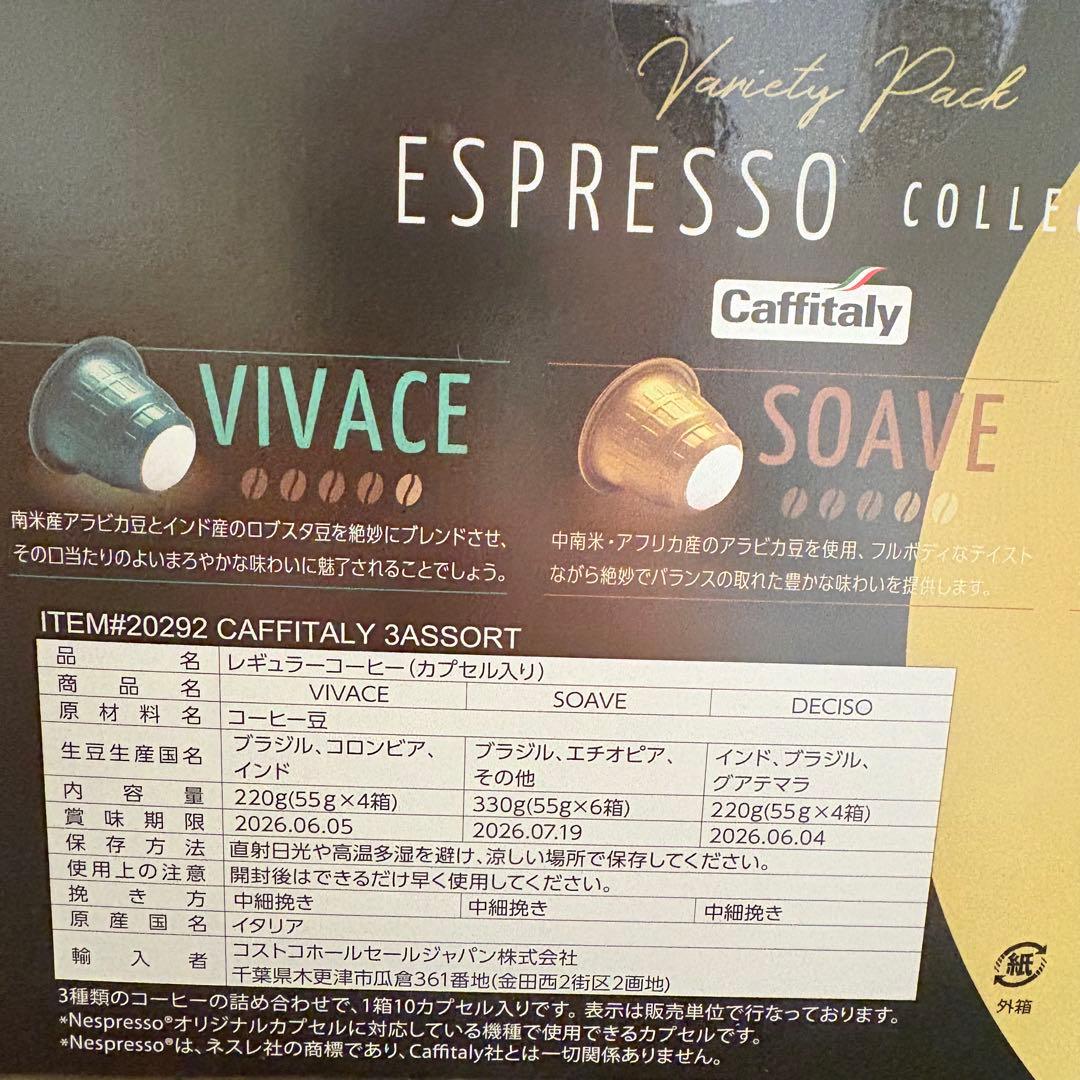 Variety Pack
ESPRESSO COLLE
Caffitaly
VIVACE
南米産アラビカ豆とインド産のロブスタ豆を絶妙にブレンドさせ、
その口当たりのよいまろやかな味わいに魅了されることでしょう。
SOAVE
中南米・アフリカ産のアラビカ豆を使用、フルボディなテイスト
ながら絶妙でバランスの取れた豊かな味わいを提供します。
ITEM#20292 CAFFITALY 3ASSORT
品名 レギュラーコーヒー(カプセル入り)
商品名 VIVACE SOAVE DECISO
原材料名 コーヒー豆
生豆生産国名 ブラジル、コロンビア、インド ブラジル、エチオピア、その他 インド、ブラジル、グアテマラ
内容量 220g(55g×4箱) 330g(55g×6箱) 220g(55g×4箱)
賞味期限 2026.06.05 2026.07.19 2026.06.04
保存方法 直射日光や高温多湿を避け、涼しい場所で保存してください。
使用上の注意 開封後はできるだけ早く使用してください。
挽き方 中細挽き 中細挽き 中細挽き
原産国名 イタリア
輸入者 コストコホールセールジャパン株式会社
千葉県木更津市瓜倉361番地(金田西2街区2画地)
3種類のコーヒーの詰め合わせで、1箱10カプセル入りです。表示は販売単位で行なっております。
*Nespresso®オリジナルカプセルに対応している機種で使用できるカプセルです。
*Nespresso®は、ネスレ社の商標であり、Caffitaly社とは一切関係ありません。
紙
外箱